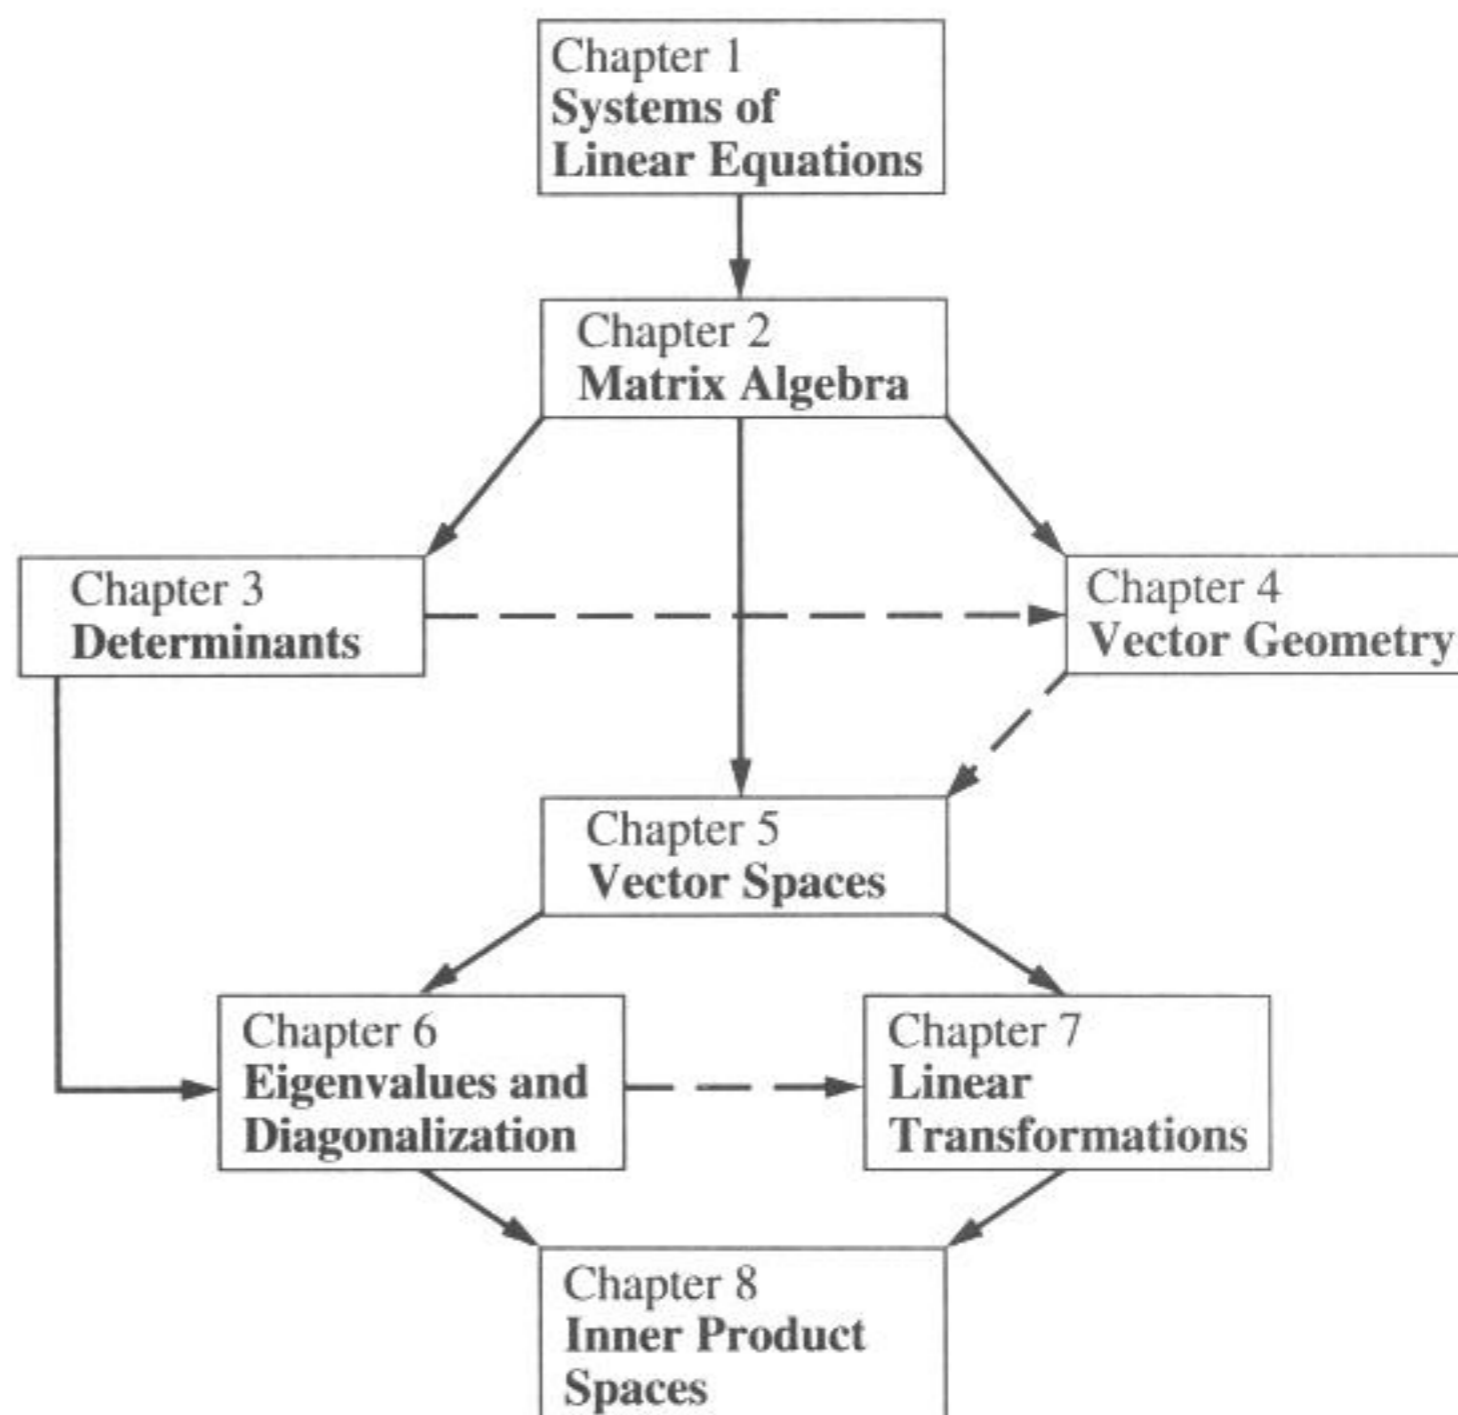 Chapter 1
Systems of
Linear Equations
Chapter 2
Matrix Algebra
Chapter 3
Determinants
Chapter 4
Vector Geometry
Chapter 5
Vector Spaces
Chapter 6
Eigenvalues and
Diagonalization
Chapter 7
Linear
Transformations
Chapter 8
Inner Product
Spaces